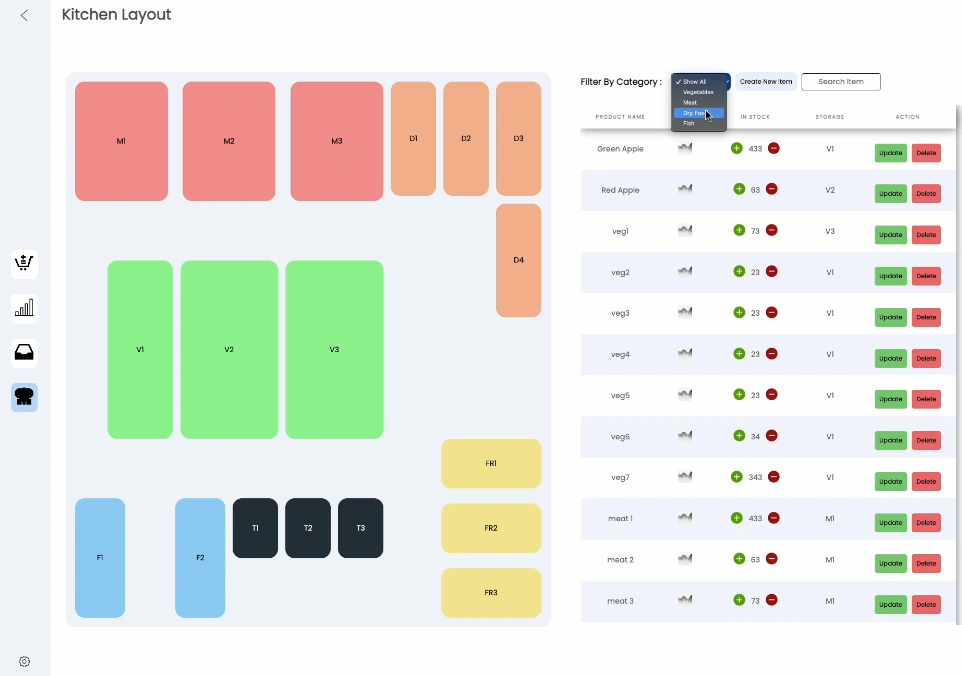 Kitchen Layout
Filter By Category :
✓ Show All
Vegetables
Meat
Dry Food
Fish
Create New Item
Search Item
M1
M2
M3
D1
D2
D3
D4
V1
V2
V3
FR1
FR2
FR3
F1
F2
T1
T2
T3
PRODUCT NAME IN STOCK STORAGE ACTION
Green Apple 433 V1 Update Delete
Red Apple 63 V2 Update Delete
veg1 73 V3 Update Delete
veg2 23 V1 Update Delete
veg3 23 V1 Update Delete
veg4 23 V1 Update Delete
veg5 23 V1 Update Delete
veg6 34 V1 Update Delete
veg7 343 V1 Update Delete
meat 1 433 M1 Update Delete
meat 2 63 M1 Update Delete
meat 3 73 M1 Update Delete